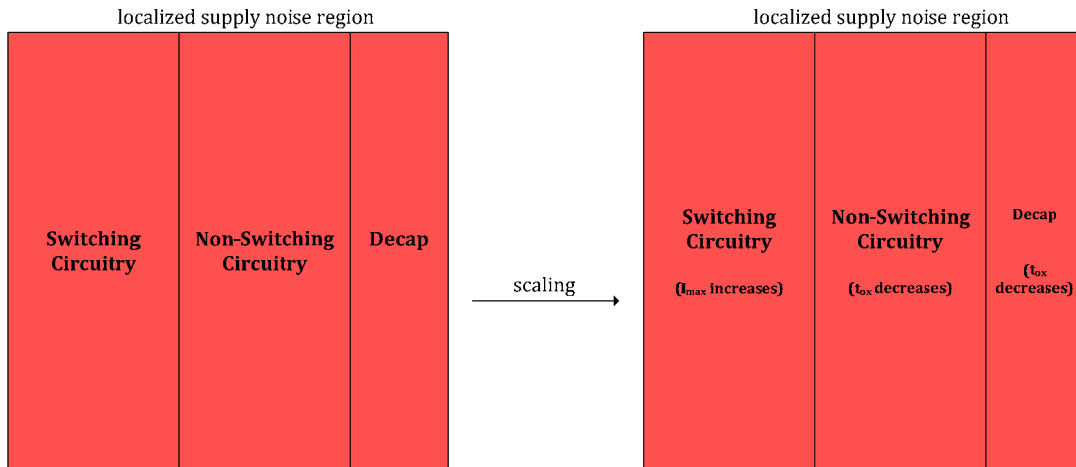 localized supply noise region
Switching
Circuitry
Non-Switching
Circuitry
Decap
scaling
localized supply noise region
Switching
Circuitry
(Imax increases)
Non-Switching
Circuitry
(tox decreases)
Decap
(tox
decreases)